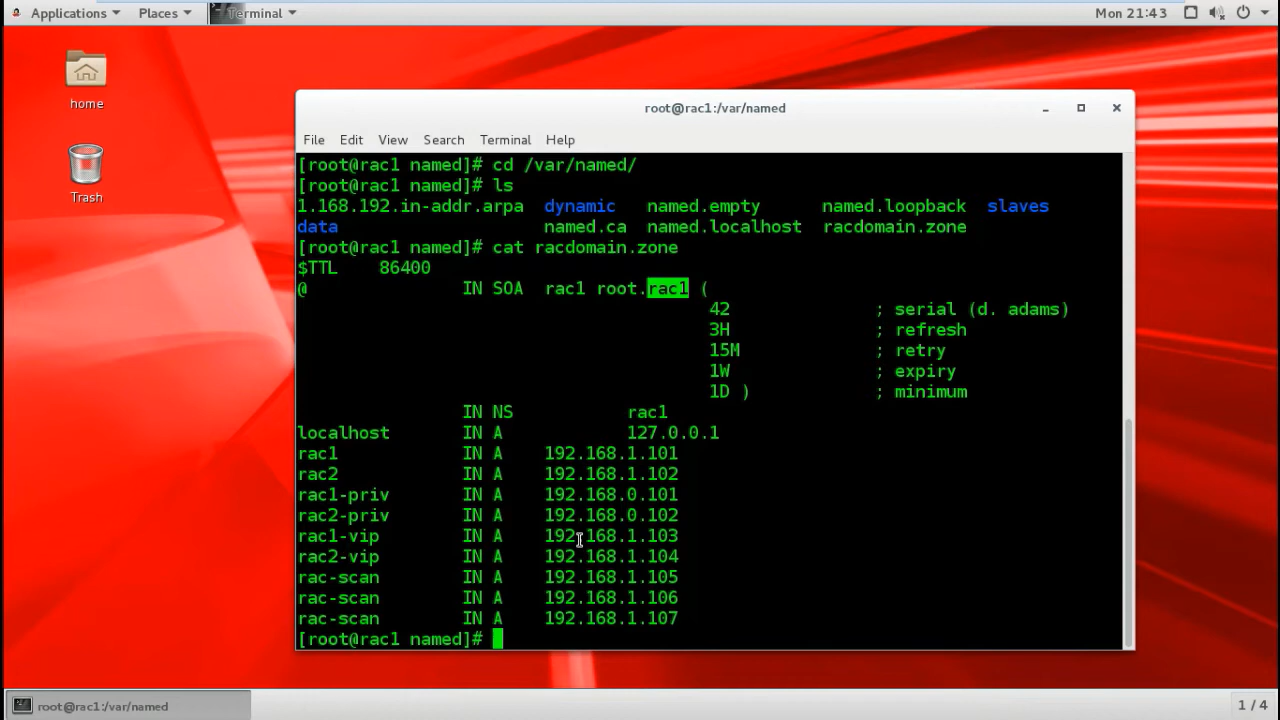 Applications Places Terminal Mon 21:43
home
Trash
root@rac1:/var/named
File Edit View Search Terminal Help
[root@rac1 named]# cd /var/named/
[root@rac1 named]# ls
1.168.192.in-addr.arpa dynamic named.empty named.loopback slaves
data named.ca named.localhost racdomain.zone
[root@rac1 named]# cat racdomain.zone
$TTL 86400
@ IN SOA rac1 root.rac1 (
42 ; serial (d. adams)
3H ; refresh
15M ; retry
1W ; expiry
1D ) ; minimum
IN NS rac1
localhost IN A 127.0.0.1
rac1 IN A 192.168.1.101
rac2 IN A 192.168.1.102
rac1-priv IN A 192.168.0.101
rac2-priv IN A 192.168.0.102
rac1-vip IN A 192.168.1.103
rac2-vip IN A 192.168.1.104
rac-scan IN A 192.168.1.105
rac-scan IN A 192.168.1.106
rac-scan IN A 192.168.1.107
[root@rac1 named]#
root@rac1:/var/named 1 / 4